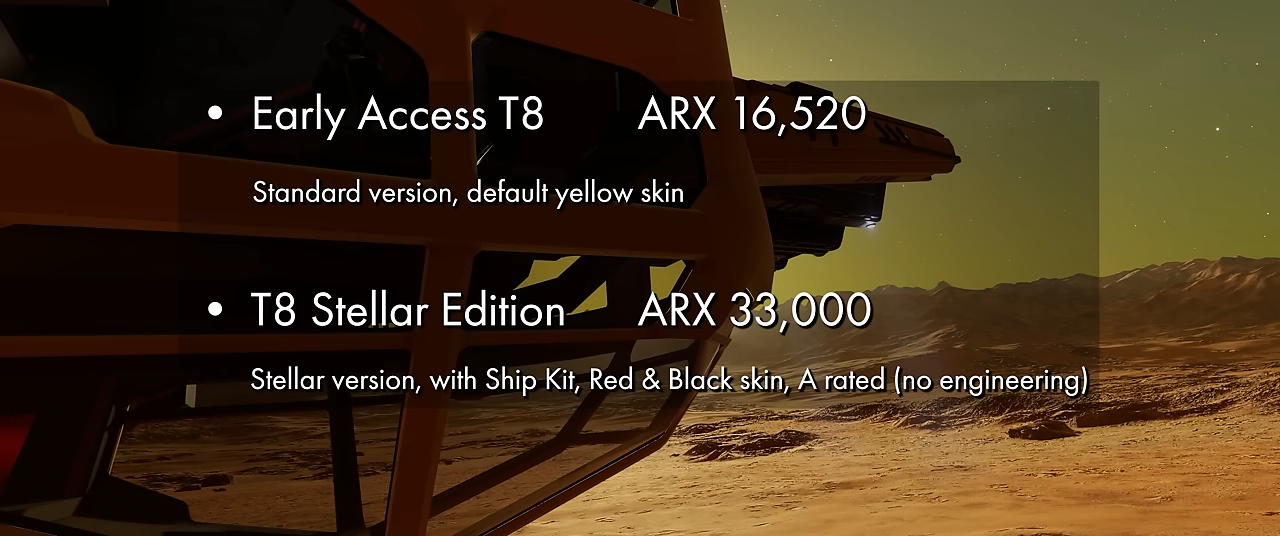 • Early Access T8 ARX 16,520
Standard version, default yellow skin
• T8 Stellar Edition ARX 33,000
Stellar version, with Ship Kit, Red & Black skin, A rated (no engineering)